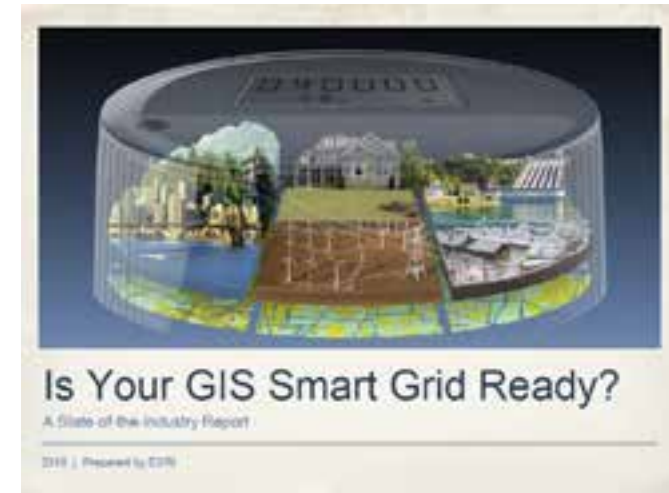 Is Your GIS Smart Grid Ready?
A State of the Industry Report
Prepared by ESRI